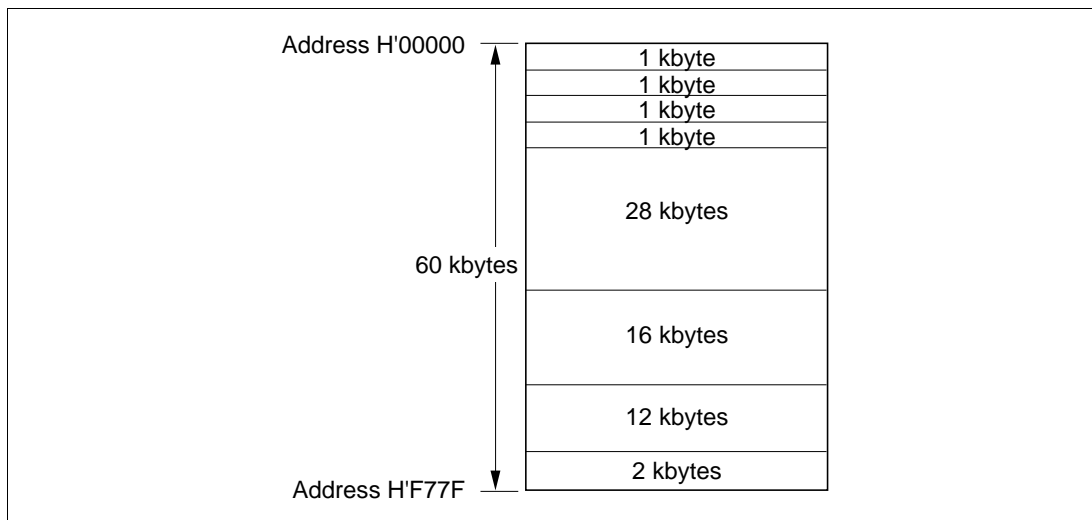 Address H'00000
1 kbyte
1 kbyte
1 kbyte
1 kbyte
28 kbytes
60 kbytes
16 kbytes
12 kbytes
2 kbytes
Address H'F77F